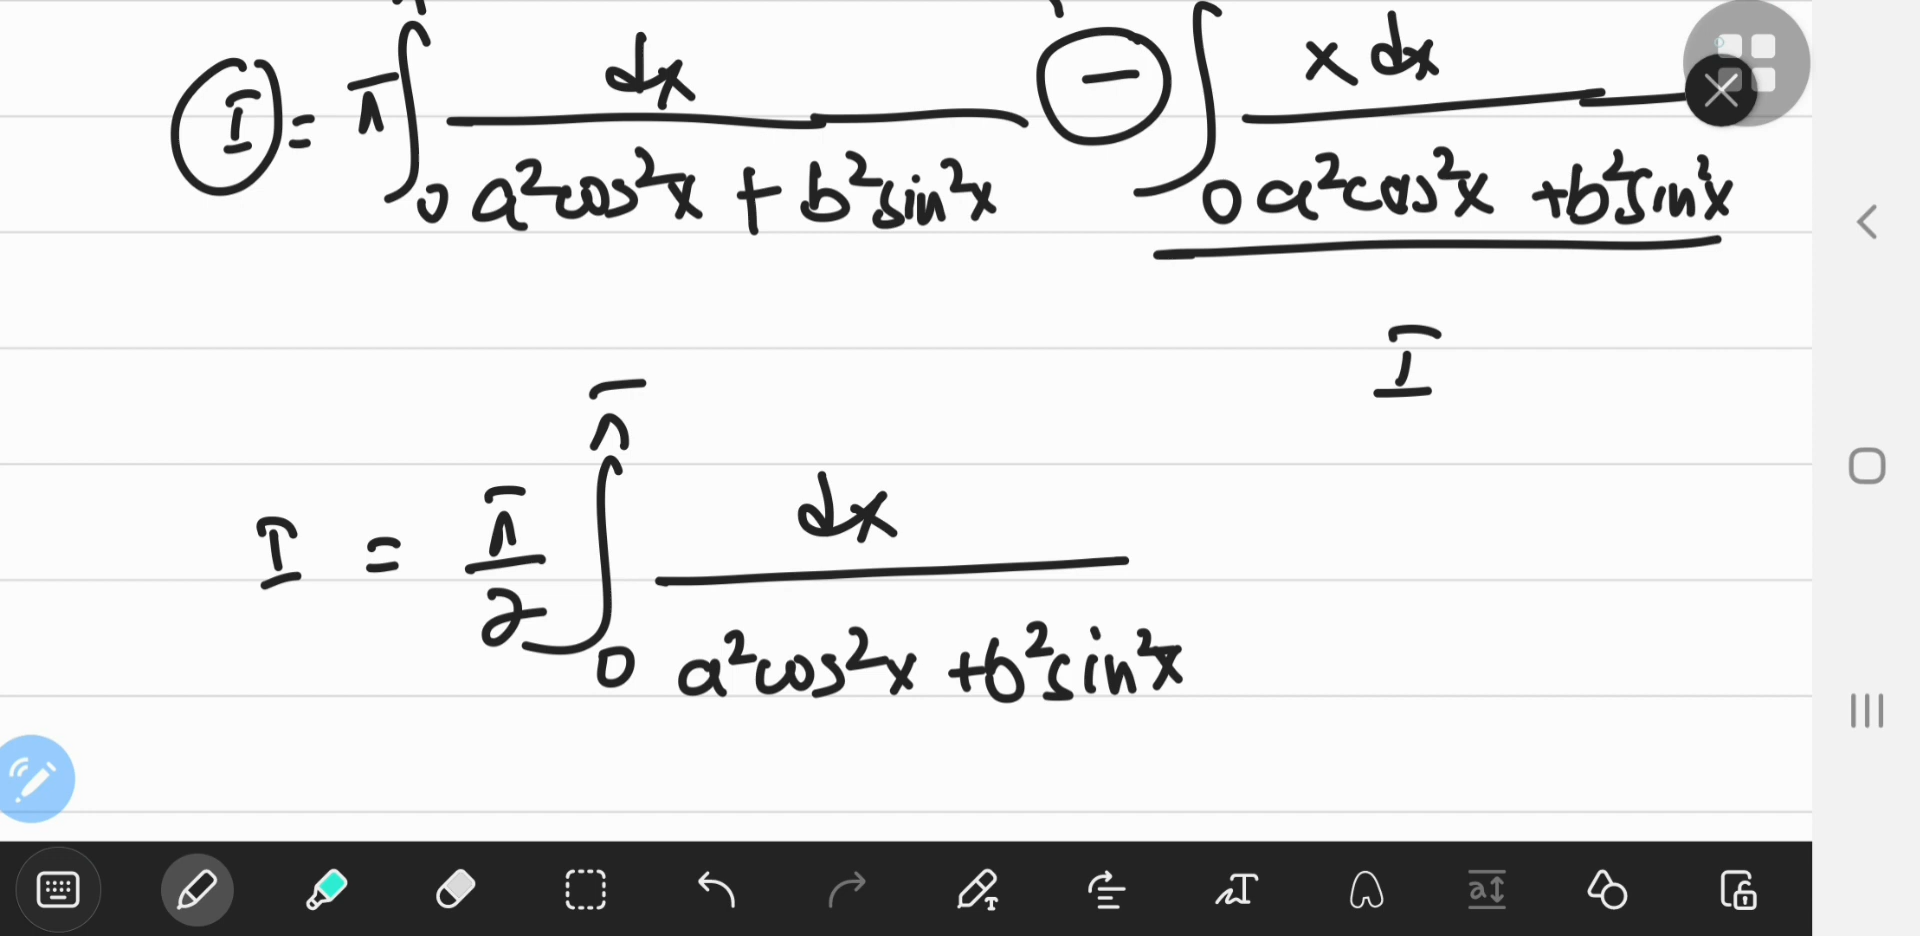 I = π ∫₀^π dx / (a²cos²x + b²sin²x) − ∫₀ x dx / (a²cos²x + b²sin²x)
I
I = π/2 ∫₀^π dx / (a²cos²x + b²sin²x)